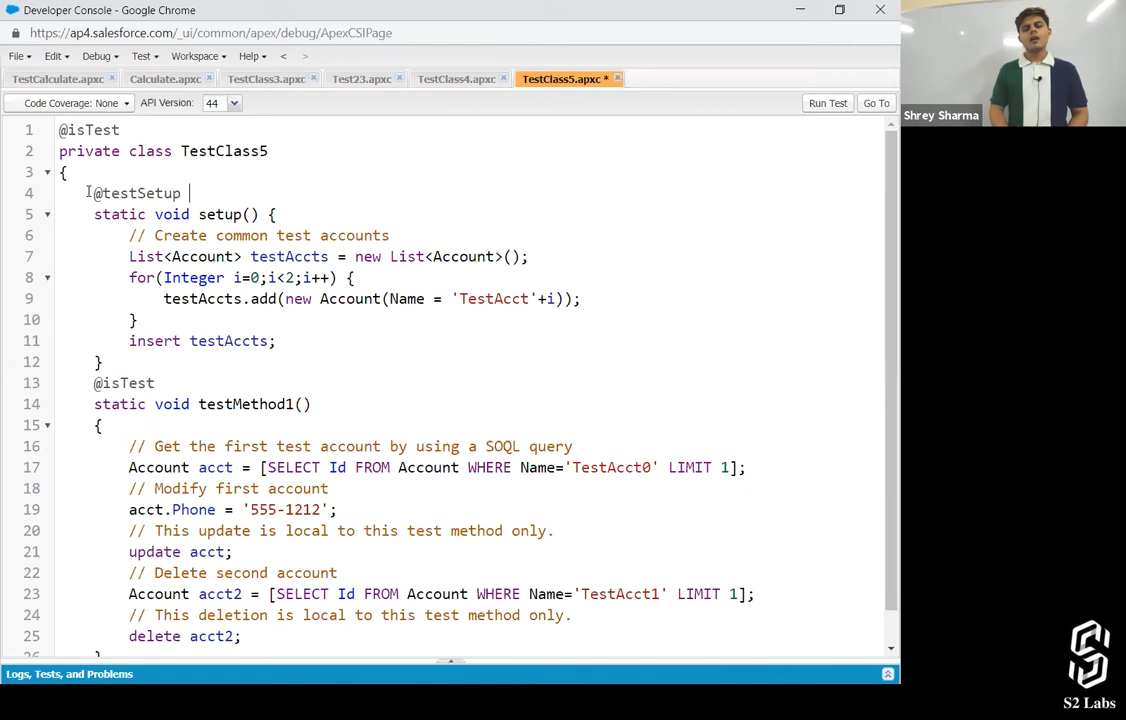 Developer Console - Google Chrome
https://ap4.salesforce.com/_ui/common/apex/debug/ApexCSIPage
File Edit Debug Test Workspace Help < >
TestCalculate.apxc Calculate.apxc TestClass3.apxc Test23.apxc TestClass4.apxc TestClass5.apxc *
Code Coverage: None API Version: 44 Run Test Go To
Shrey Sharma
1 @isTest
2 private class TestClass5
3 {
4 @testSetup
5 static void setup() {
6 // Create common test accounts
7 List<Account> testAccts = new List<Account>();
8 for(Integer i=0;i<2;i++) {
9 testAccts.add(new Account(Name = 'TestAcct'+i));
10 }
11 insert testAccts;
12 }
13 @isTest
14 static void testMethod1()
15 {
16 // Get the first test account by using a SOQL query
17 Account acct = [SELECT Id FROM Account WHERE Name='TestAcct0' LIMIT 1];
18 // Modify first account
19 acct.Phone = '555-1212';
20 // This update is local to this test method only.
21 update acct;
22 // Delete second account
23 Account acct2 = [SELECT Id FROM Account WHERE Name='TestAcct1' LIMIT 1];
24 // This deletion is local to this test method only.
25 delete acct2;
26 }
Logs, Tests, and Problems
S2 Labs